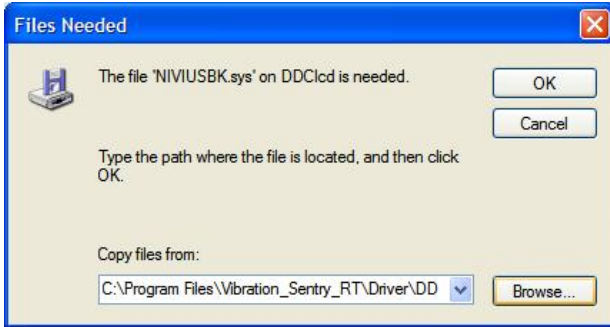 Files Needed
The file 'NIVIUSBK.sys' on DDClcd is needed.
OK
Cancel
Type the path where the file is located, and then click
OK.
Copy files from:
C:\Program Files\Vibration_Sentry_RT\Driver\DD
Browse...